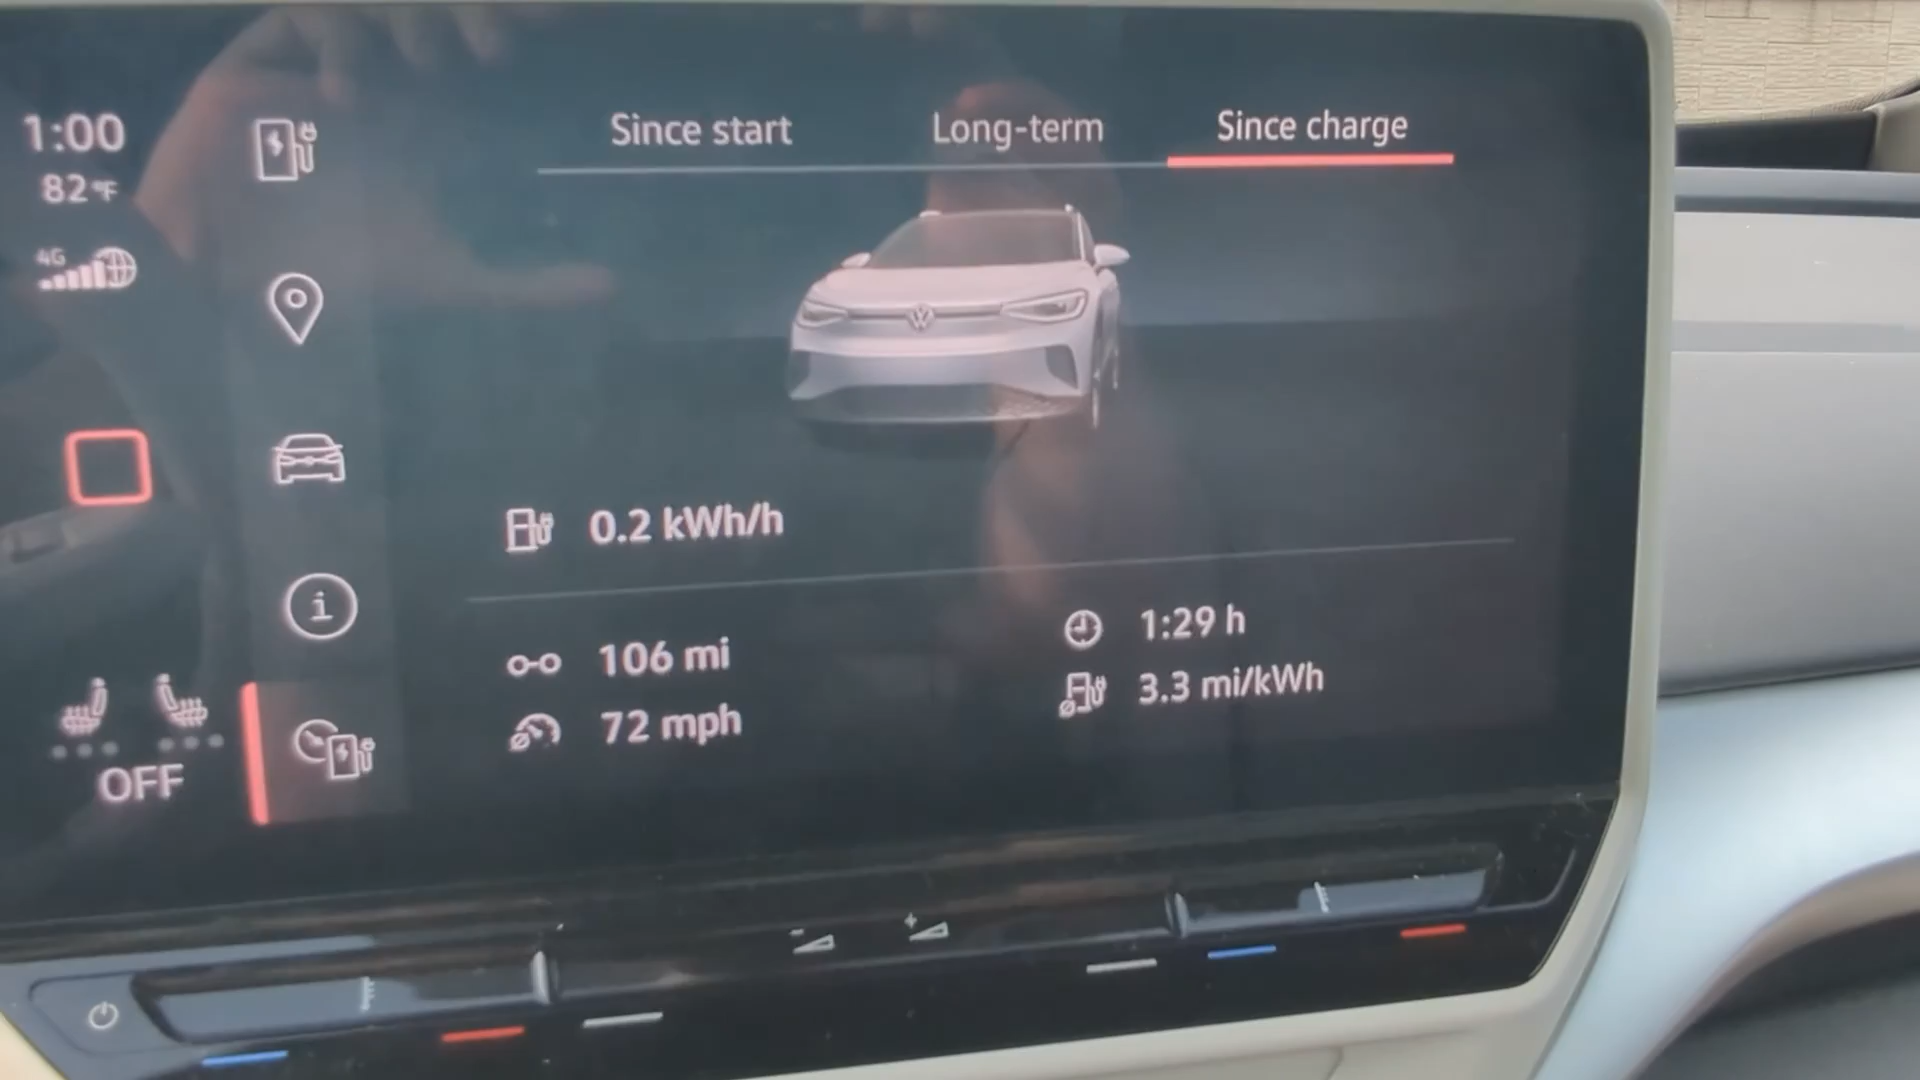 1:00
82°F
4G
Since start
Long-term
Since charge
0.2 kWh/h
106 mi
1:29 h
72 mph
3.3 mi/kWh
OFF